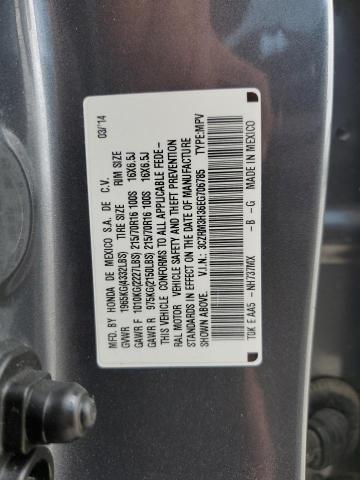 MFD. BY HONDA DE MEXICO S.A. DE C.V. 03/14
GVWR 1965KG(4332LBS) TIRE SIZE RIM SIZE
GAWR F 1010KG(2227LBS) 215/70R16 100S 16X6.5J
GAWR R 975KG(2150LBS) 215/70R16 100S 16X6.5J
THIS VEHICLE CONFORMS TO ALL APPLICABLE FEDE-
RAL MOTOR VEHICLE SAFETY AND THEFT PREVENTION
STANDARDS IN EFFECT ON THE DATE OF MANUFACTURE
SHOWN ABOVE. V.I.N.: 3CZRM3H36EG706785 TYPE:MPV
TGK F AA5 - NH737MX - B - G MADE IN MEXICO